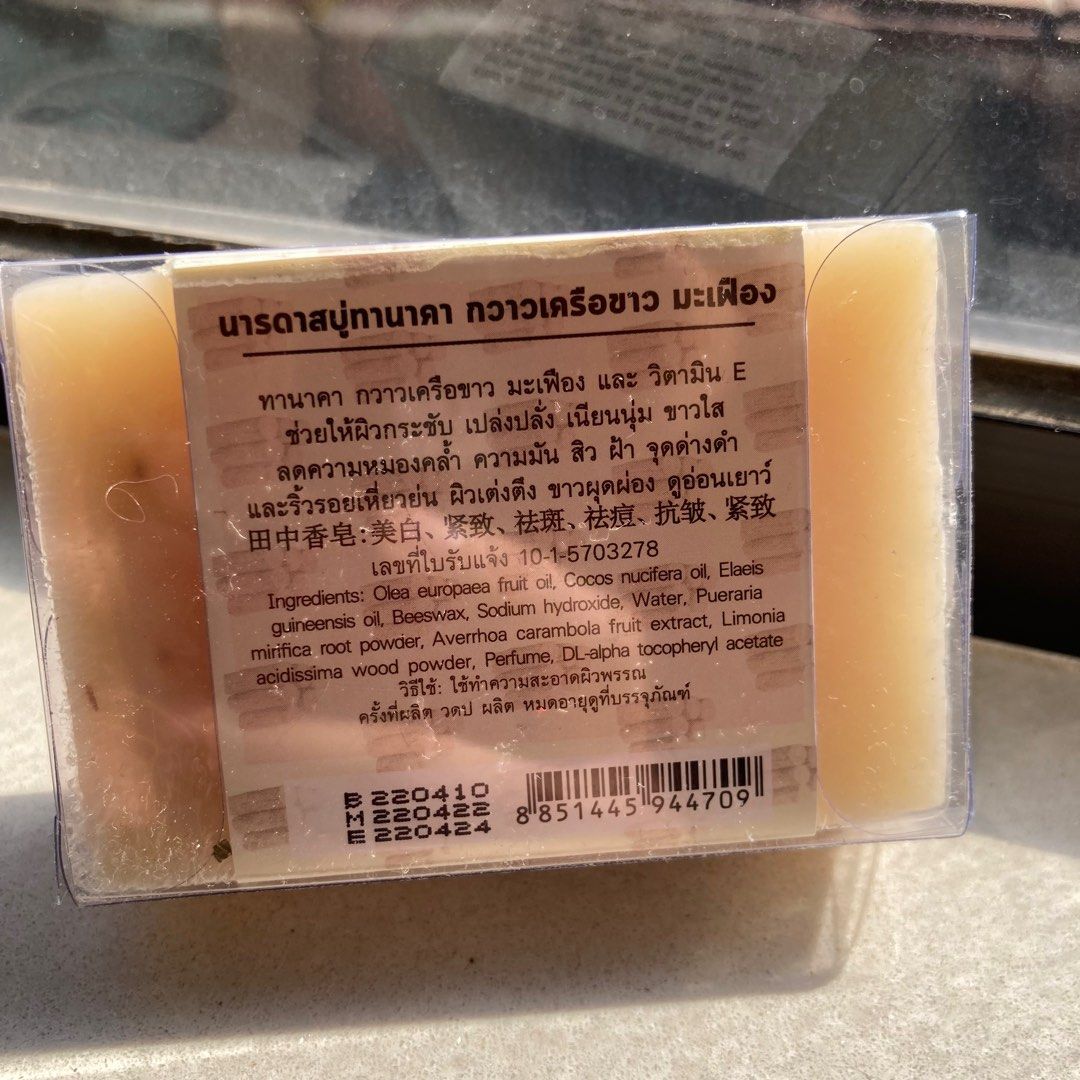 นารดาสบู่ทานาคา กวาวเครือขาว มะเฟือง
ทานาคา กวาวเครือขาว มะเฟือง และ วิตามิน E
ช่วยให้ผิวกระชับ เปล่งปลั่ง เนียนนุ่ม ขาวใส
ลดความหมองคล้ำ ความมัน สิว ฝ้า จุดด่างดำ
และริ้วรอยเหี่ยวย่น ผิวเต่งตึง ขาวผุดผ่อง ดูอ่อนเยาว์
田中香皂:美白、紧致、祛斑、祛痘、抗皱、紧致
เลขที่ใบรับแจ้ง 10-1-5703278
Ingredients: Olea europaea fruit oil, Cocos nucifera oil, Elaeis
guineensis oil, Beeswax, Sodium hydroxide, Water, Pueraria
mirifica root powder, Averrhoa carambola fruit extract, Limonia
acidissima wood powder, Perfume, DL-alpha tocopheryl acetate
วิธีใช้: ใช้ทำความสะอาดผิวพรรณ
ครั้งที่ผลิต วดป ผลิต หมดอายุดูที่บรรจุภัณฑ์
B 220410
M 220422
E 220424
8 851445 944709